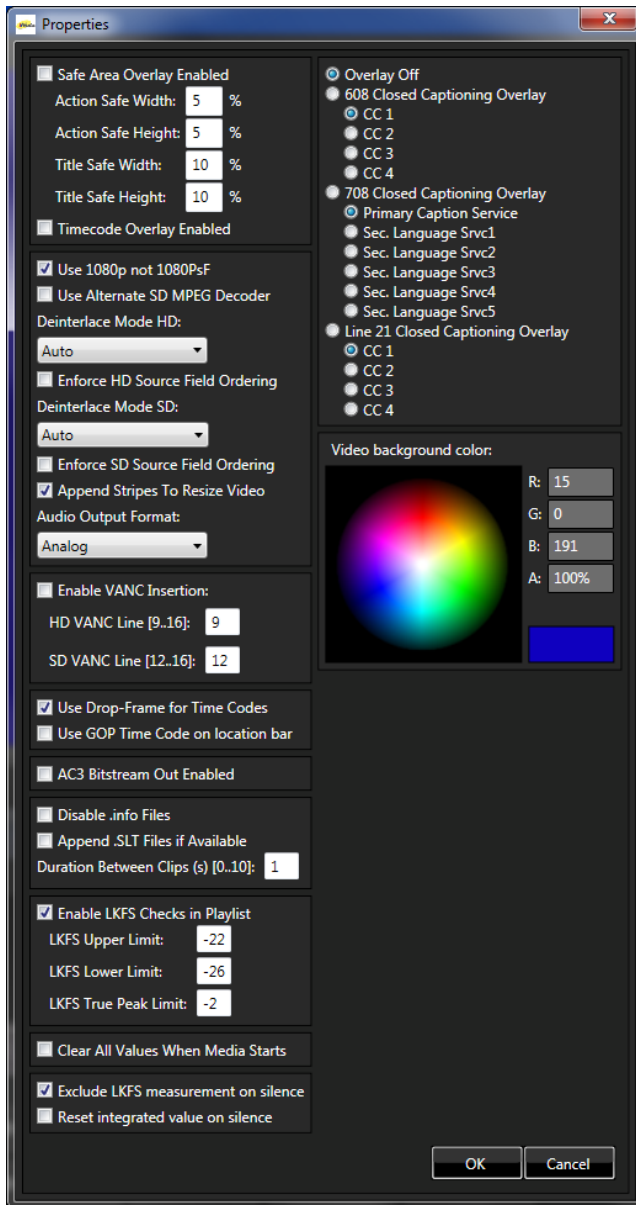 Properties
Safe Area Overlay Enabled
Action Safe Width: 5 %
Action Safe Height: 5 %
Title Safe Width: 10 %
Title Safe Height: 10 %
Timecode Overlay Enabled
Use 1080p not 1080PsF
Use Alternate SD MPEG Decoder
Deinterlace Mode HD:
Auto
Enforce HD Source Field Ordering
Deinterlace Mode SD:
Auto
Enforce SD Source Field Ordering
Append Stripes To Resize Video
Audio Output Format:
Analog
Enable VANC Insertion:
HD VANC Line [9..16]: 9
SD VANC Line [12..16]: 12
Use Drop-Frame for Time Codes
Use GOP Time Code on location bar
AC3 Bitstream Out Enabled
Disable .info Files
Append .SLT Files if Available
Duration Between Clips (s) [0..10]: 1
Enable LKFS Checks in Playlist
LKFS Upper Limit: -22
LKFS Lower Limit: -26
LKFS True Peak Limit: -2
Clear All Values When Media Starts
Exclude LKFS measurement on silence
Reset integrated value on silence
Overlay Off
608 Closed Captioning Overlay
CC 1
CC 2
CC 3
CC 4
708 Closed Captioning Overlay
Primary Caption Service
Sec. Language Srvc1
Sec. Language Srvc2
Sec. Language Srvc3
Sec. Language Srvc4
Sec. Language Srvc5
Line 21 Closed Captioning Overlay
CC 1
CC 2
CC 3
CC 4
Video background color:
R: 15
G: 0
B: 191
A: 100%
OK Cancel